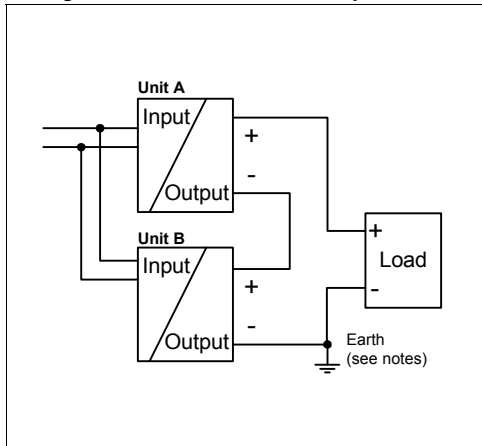 Unit A
Input
+
-
Output
Unit B
Input
+
-
Output
+
Load
-
Earth
(see notes)